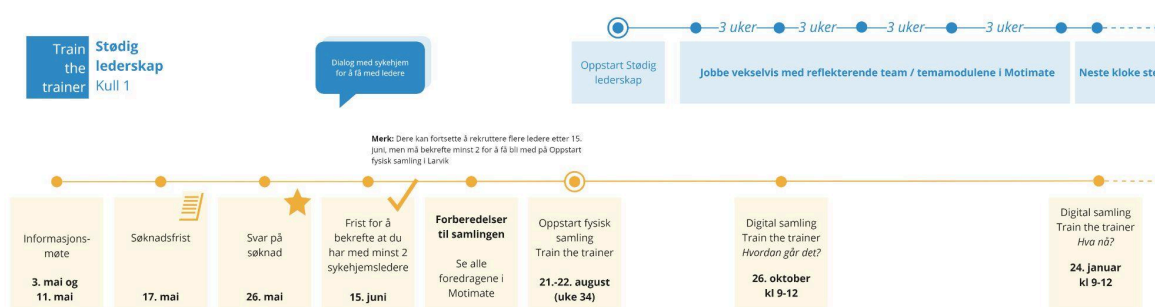 Train
the
trainer
Stødig
lederskap
Kull 1
Dialog med sykehjem
for å få med ledere
3 uker
3 uker
3 uker
3 uker
Oppstart Stødig
lederskap
Jobbe vekselvis med reflekterende team / temamodulene i Motimate
Neste kloke ste
Merk: Dere kan fortsette å rekruttere flere ledere etter 15.
juni, men må bekrefte minst 2 for å få bli med på Oppstart
fysisk samling i Larvik
Informasjons-
møte
3. mai og
11. mai
Søknadsfrist
17. mai
Svar på
søknad
26. mai
Frist for å
bekrefte at du
har med minst 2
sykehjemsledere
15. juni
Forberedelser
til samlingen
Se alle
foredragene i
Motimate
Oppstart fysisk
samling
Train the trainer
21.-22. august
(uke 34)
Digital samling
Train the trainer
Hvordan går det?
26. oktober
kl 9-12
Digital samling
Train the trainer
Hva nå?
24. januar
kl 9-12